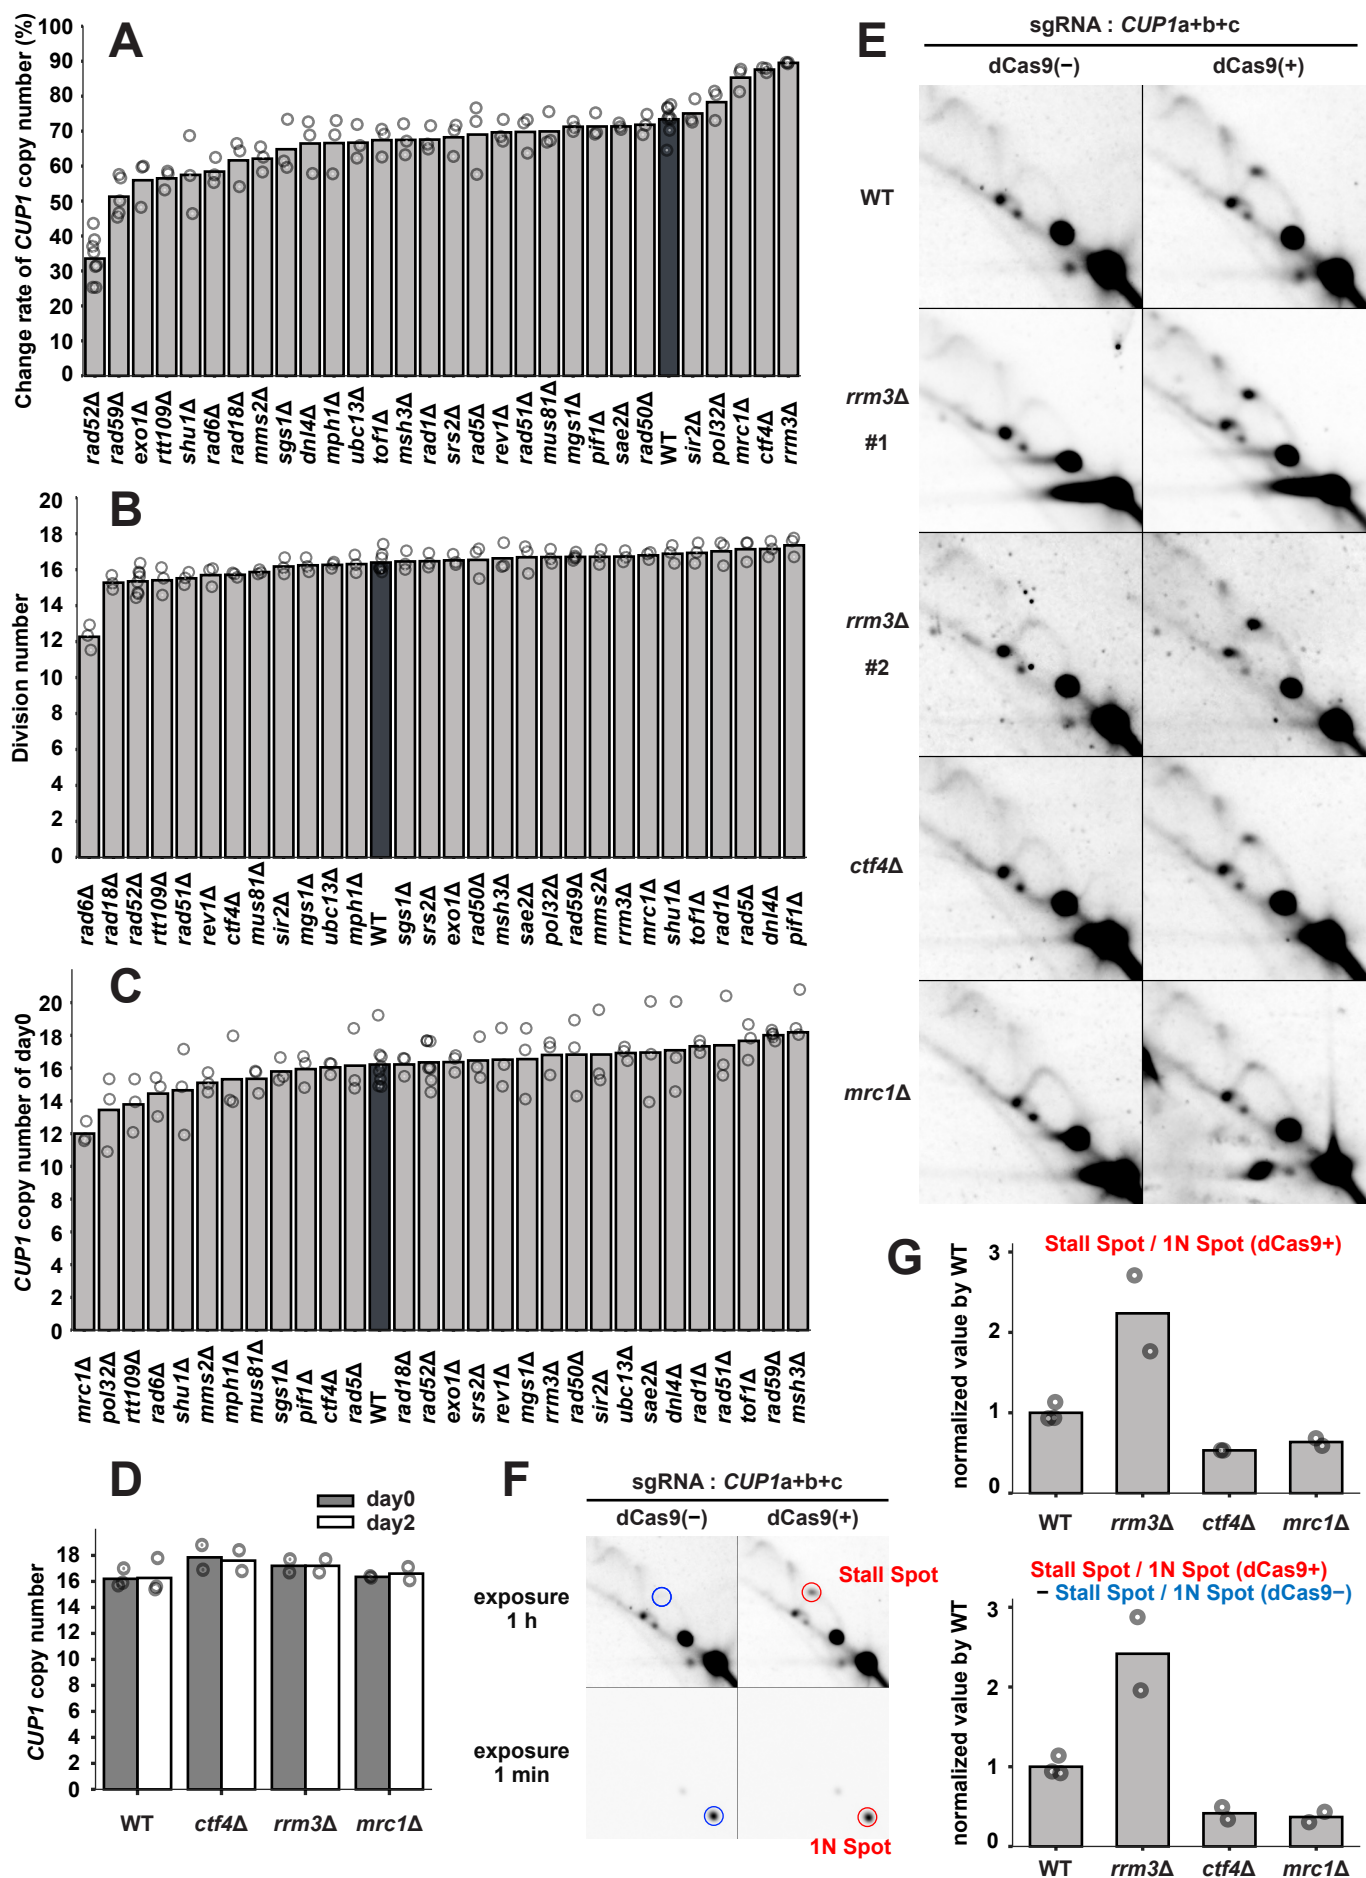 A
Change rate of CUP1 copy number (%)
100
90
80
70
60
50
40
30
20
10
0
rad52Δ rad59Δ exo1Δ rtt109Δ shu1Δ rad6Δ rad18Δ mms2Δ sgs1Δ dnl4Δ mph1Δ ubc13Δ tof1Δ msh3Δ rad1Δ srs2Δ rad5Δ rev1Δ rad51Δ mus81Δ mgs1Δ pif1Δ sae2Δ rad50Δ WT sir2Δ pol32Δ mrc1Δ ctf4Δ rrm3Δ
B
Division number
20
18
16
14
12
10
8
6
4
2
0
rad6Δ rad18Δ rad52Δ rtt109Δ rad51Δ rev1Δ ctf4Δ mus81Δ sir2Δ mgs1Δ ubc13Δ mph1Δ WT sgs1Δ srs2Δ exo1Δ rad50Δ msh3Δ sae2Δ pol32Δ rad59Δ mms2Δ rrm3Δ mrc1Δ shu1Δ tof1Δ rad1Δ rad5Δ dnl4Δ pif1Δ
C
CUP1 copy number of day0
20
18
16
14
12
10
8
6
4
2
0
mrc1Δ pol32Δ rtt109Δ rad6Δ shu1Δ mms2Δ mph1Δ mus81Δ sgs1Δ pif1Δ ctf4Δ rad5Δ WT rad18Δ rad52Δ exo1Δ srs2Δ rev1Δ mgs1Δ rrm3Δ rad50Δ sir2Δ ubc13Δ sae2Δ dnl4Δ rad1Δ rad51Δ tof1Δ rad59Δ msh3Δ
D
day0
day2
CUP1 copy number
18
16
14
12
10
8
6
4
2
0
WT ctf4Δ rrm3Δ mrc1Δ
E
sgRNA : CUP1a+b+c
dCas9(−) dCas9(+)
WT
rrm3Δ
#1
rrm3Δ
#2
ctf4Δ
mrc1Δ
F
sgRNA : CUP1a+b+c
dCas9(−) dCas9(+)
exposure
1 h
Stall Spot
exposure
1 min
1N Spot
G
Stall Spot / 1N Spot (dCas9+)
normalized value by WT
3
2
1
0
WT rrm3Δ ctf4Δ mrc1Δ
Stall Spot / 1N Spot (dCas9+)
− Stall Spot / 1N Spot (dCas9−)
normalized value by WT
3
2
1
0
WT rrm3Δ ctf4Δ mrc1Δ